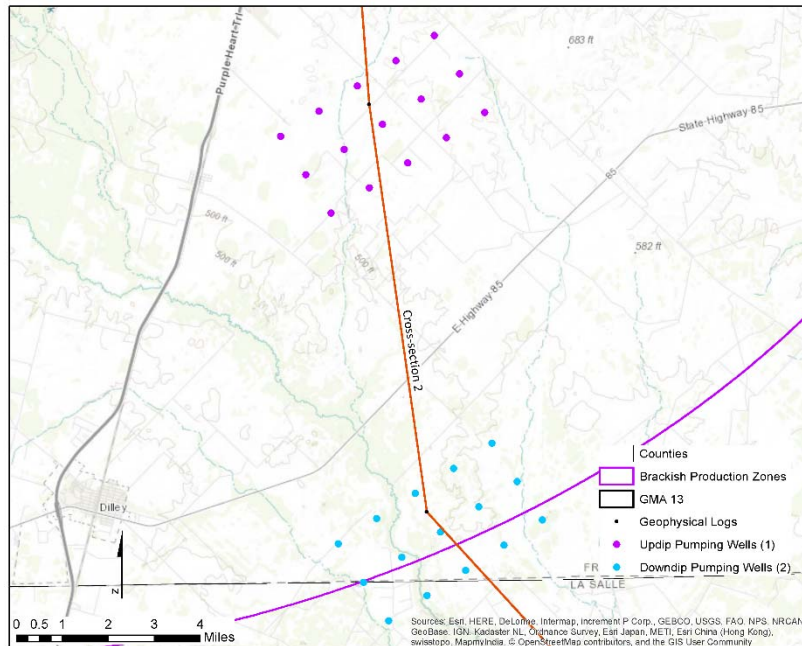 Purple-Heart-Trl
683 ft
State-Highway-85
85
500 ft
500 ft
500 ft
582 ft
E-Highway-85
Cross-section 2
Dilley
Counties
Brackish Production Zones
GMA 13
Geophysical Logs
Updip Pumping Wells (1)
Downdip Pumping Wells (2)
FR
LA SALLE
N
0 0.5 1 2 3 4
Miles
Sources: Esri, HERE, DeLorme, Intermap, increment P Corp., GEBCO, USGS, FAO, NPS, NRCAN,
GeoBase, IGN, Kadaster NL, Ordnance Survey, Esri Japan, METI, Esri China (Hong Kong),
swisstopo, MapmyIndia, © OpenStreetMap contributors, and the GIS User Community